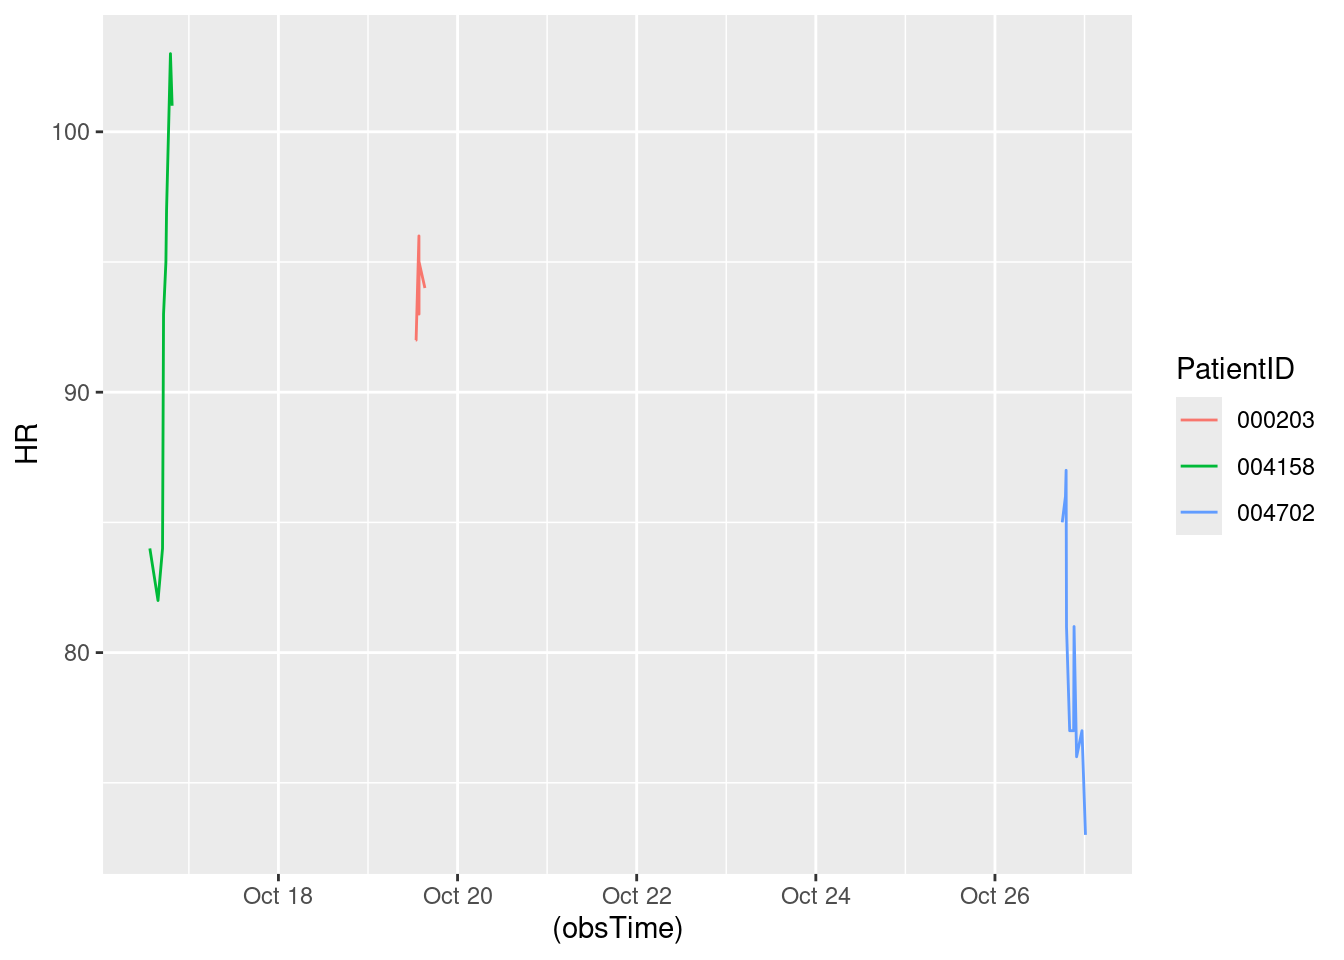 100
90
80
HR
Oct 18
Oct 20
Oct 22
Oct 24
Oct 26
(obsTime)
PatientID
000203
004158
004702